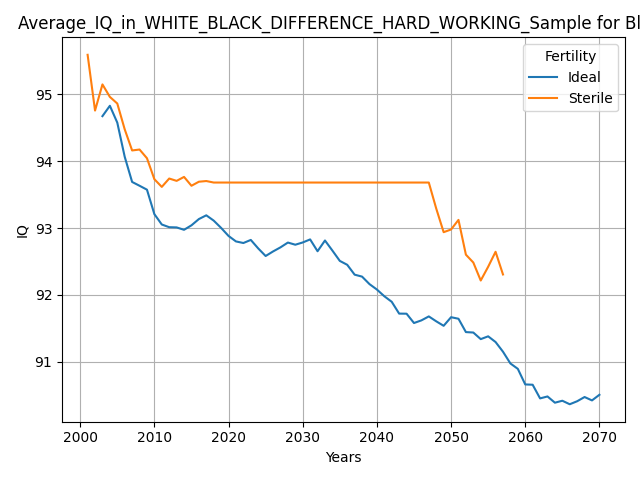 Average_IQ_in_WHITE_BLACK_DIFFERENCE_HARD_WORKING_Sample for Bl
Fertility
Ideal
Sterile
95
94
93
92
91
IQ
2000 2010 2020 2030 2040 2050 2060 2070
Years